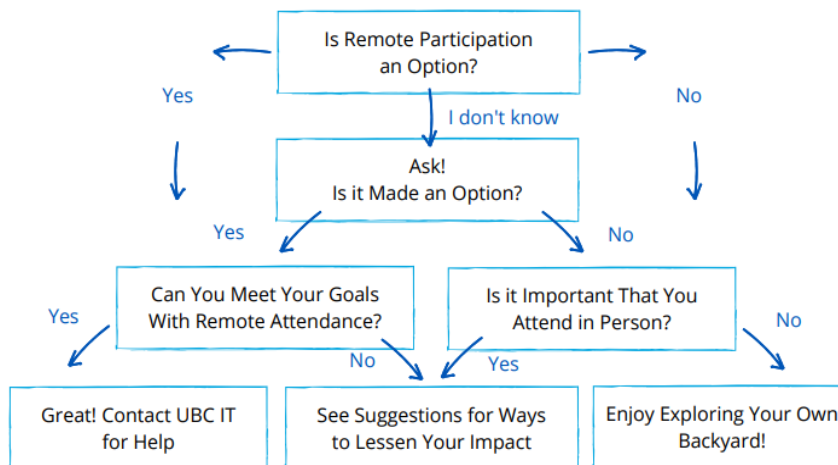 Is Remote Participation
an Option?
Yes
No
I don't know
Ask!
Is it Made an Option?
Yes
No
Can You Meet Your Goals
With Remote Attendance?
Is it Important That You
Attend in Person?
Yes
No
Yes
No
Great! Contact UBC IT
for Help
See Suggestions for Ways
to Lessen Your Impact
Enjoy Exploring Your Own
Backyard!